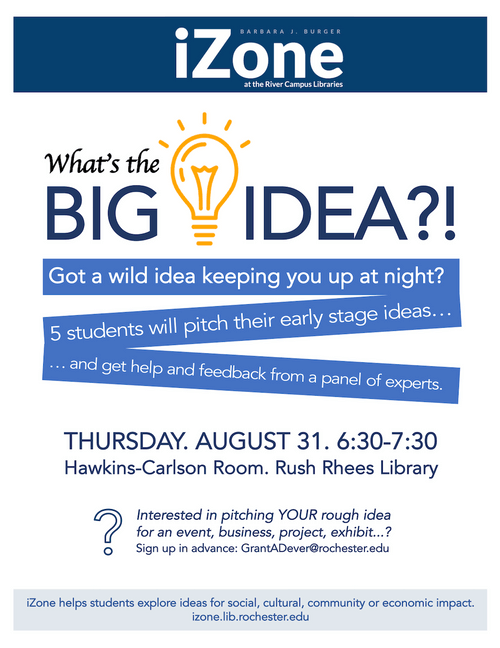 BARBARA J. BURGER
iZone
at the River Campus Libraries
What's the
BIG IDEA?!
Got a wild idea keeping you up at night?
5 students will pitch their early stage ideas...
... and get help and feedback from a panel of experts.
THURSDAY. AUGUST 31. 6:30-7:30
Hawkins-Carlson Room. Rush Rhees Library
?
Interested in pitching YOUR rough idea
for an event, business, project, exhibit...?
Sign up in advance: GrantADever@rochester.edu
iZone helps students explore ideas for social, cultural, community or economic impact.
izone.lib.rochester.edu